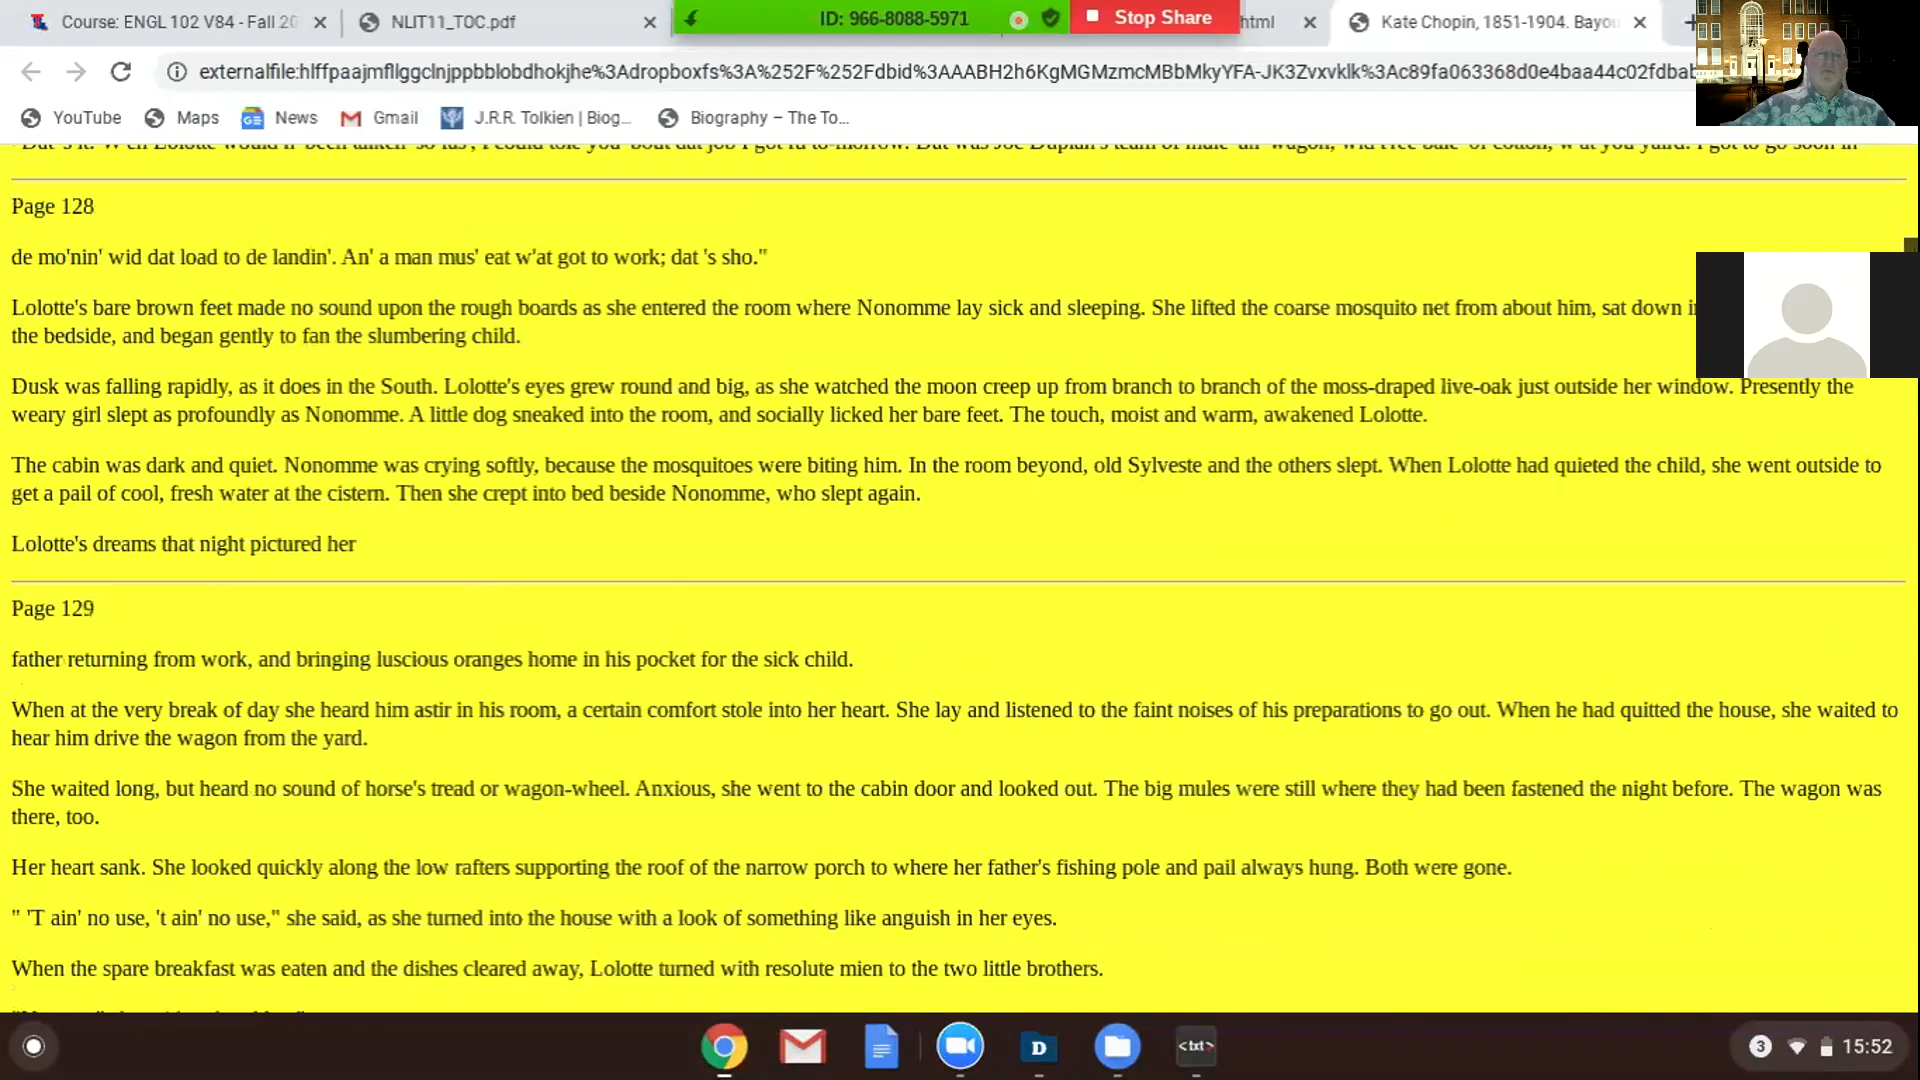 Course: ENGL 102 V84 - Fall 20
NLIT11_TOC.pdf
ID: 966-8088-5971
Stop Share
html
Kate Chopin, 1851-1904. Bayou
externalfile:hlffpaajmfllggclnjppbblobdhokjhe%3Adropboxfs%3A%252F%252Fdbid%3AAABH2h6KgMGMzmcMBbMkyYFA-JK3Zvxvklk%3Ac89fa063368d0e4baa44c02fdbab
YouTube
Maps
News
Gmail
J.R.R. Tolkien | Biog...
Biography – The To...
Page 128
de mo'nin' wid dat load to de landin'. An' a man mus' eat w'at got to work; dat 's sho."
Lolotte's bare brown feet made no sound upon the rough boards as she entered the room where Nonomme lay sick and sleeping. She lifted the coarse mosquito net from about him, sat down
the bedside, and began gently to fan the slumbering child.
Dusk was falling rapidly, as it does in the South. Lolotte's eyes grew round and big, as she watched the moon creep up from branch to branch of the moss-draped live-oak just outside her window. Presently the
weary girl slept as profoundly as Nonomme. A little dog sneaked into the room, and socially licked her bare feet. The touch, moist and warm, awakened Lolotte.
The cabin was dark and quiet. Nonomme was crying softly, because the mosquitoes were biting him. In the room beyond, old Sylveste and the others slept. When Lolotte had quieted the child, she went outside to
get a pail of cool, fresh water at the cistern. Then she crept into bed beside Nonomme, who slept again.
Lolotte's dreams that night pictured her
Page 129
father returning from work, and bringing luscious oranges home in his pocket for the sick child.
When at the very break of day she heard him astir in his room, a certain comfort stole into her heart. She lay and listened to the faint noises of his preparations to go out. When he had quitted the house, she waited to
hear him drive the wagon from the yard.
She waited long, but heard no sound of horse's tread or wagon-wheel. Anxious, she went to the cabin door and looked out. The big mules were still where they had been fastened the night before. The wagon was
there, too.
Her heart sank. She looked quickly along the low rafters supporting the roof of the narrow porch to where her father's fishing pole and pail always hung. Both were gone.
" 'T ain' no use, 't ain' no use," she said, as she turned into the house with a look of something like anguish in her eyes.
When the spare breakfast was eaten and the dishes cleared away, Lolotte turned with resolute mien to the two little brothers.
D
<txt>
3
15:52